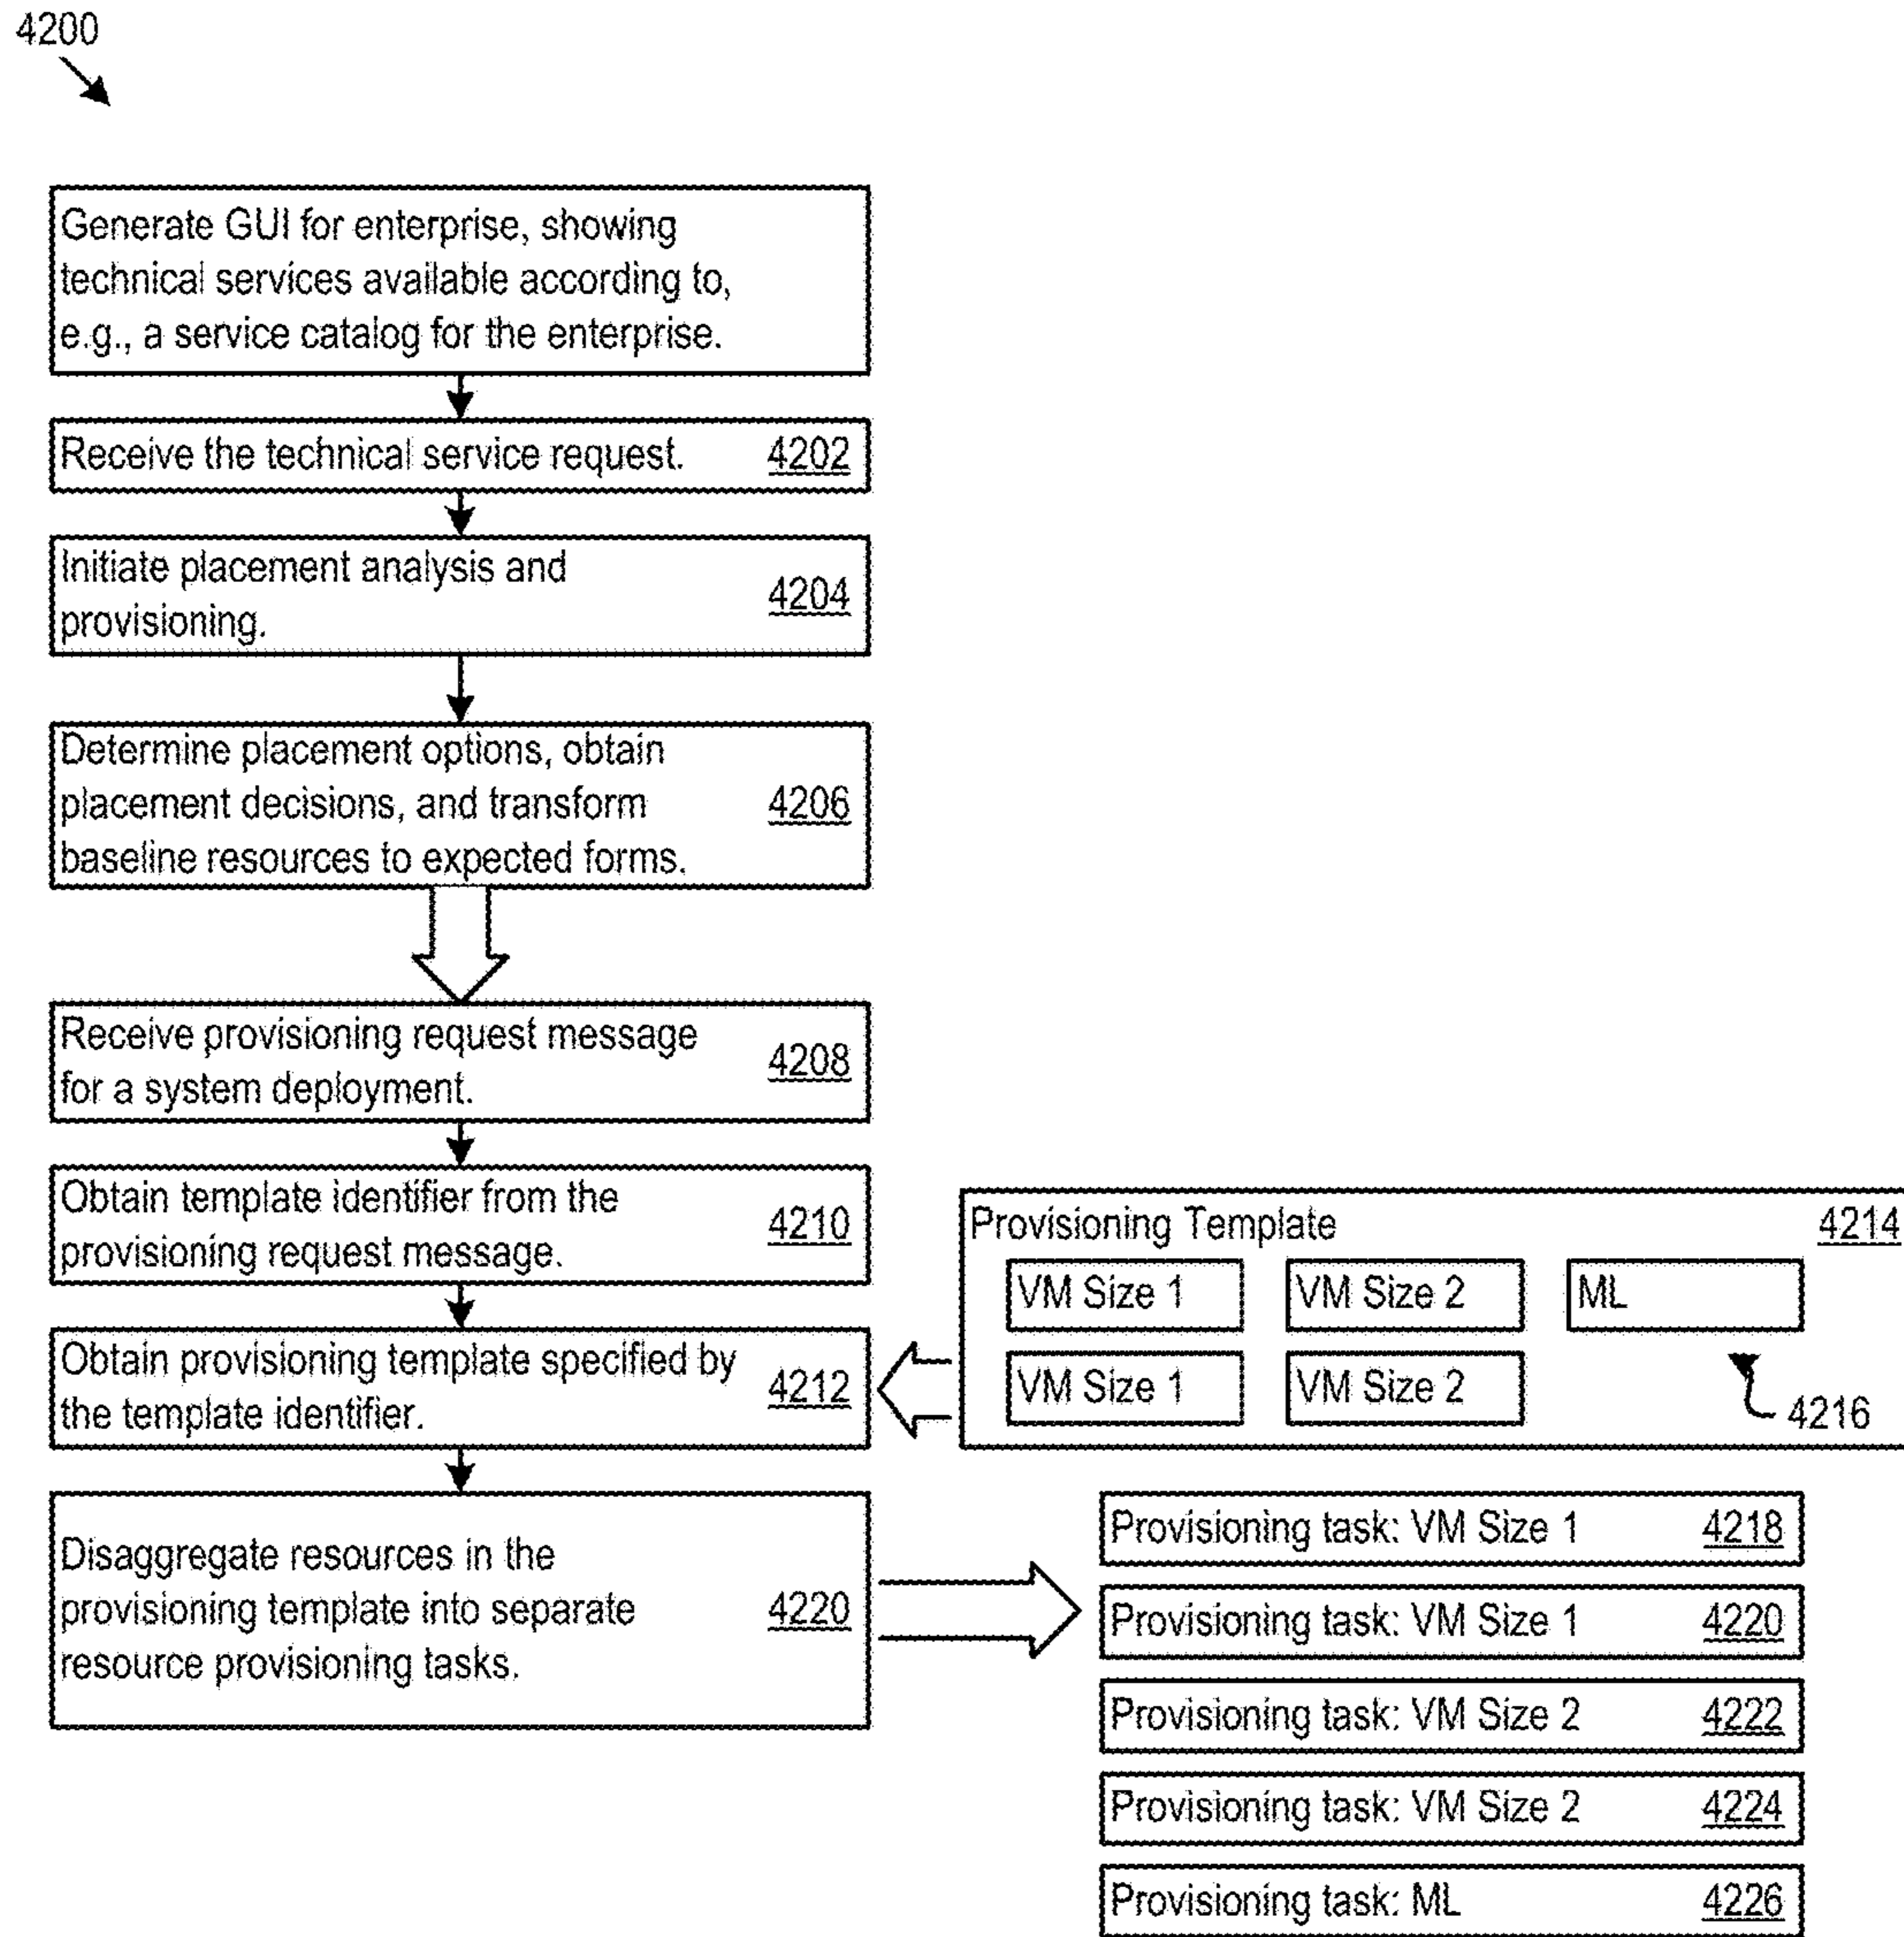 4200
Generate GUI for enterprise, showing
technical services available according to,
e.g., a service catalog for the enterprise.
Receive the technical service request. 4202
Initiate placement analysis and
provisioning.
4204
Determine placement options, obtain
placement decisions, and transform
baseline resources to expected forms.
4206
Receive provisioning request message
for a system deployment.
4208
Obtain template identifier from the
provisioning request message.
4210
Obtain provisioning template specified by
the template identifier.
4212
Provisioning Template 4214
VM Size 1 VM Size 2 ML
VM Size 1 VM Size 2
4216
Disaggregate resources in the
provisioning template into separate
resource provisioning tasks.
4220
Provisioning task: VM Size 1 4218
Provisioning task: VM Size 1 4220
Provisioning task: VM Size 2 4222
Provisioning task: VM Size 2 4224
Provisioning task: ML 4226